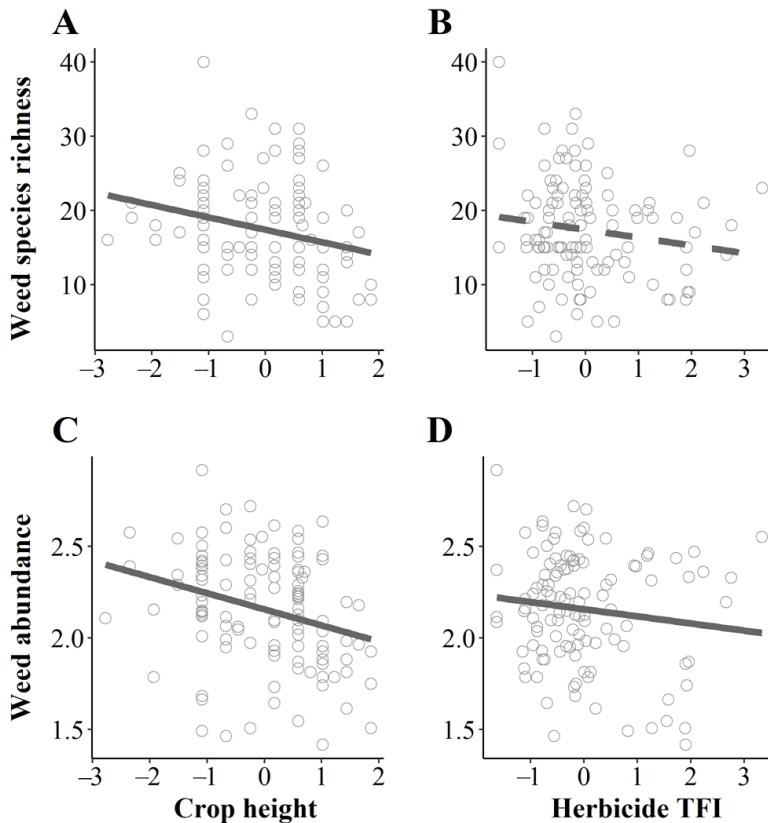 A
B
Weed species richness
40
30
20
10
–3 –2 –1 0 1 2
40
30
20
10
–1 0 1 2 3
C
D
Weed abundance
2.5
2.0
1.5
–3 –2 –1 0 1 2
Crop height
2.5
2.0
1.5
–1 0 1 2 3
Herbicide TFI